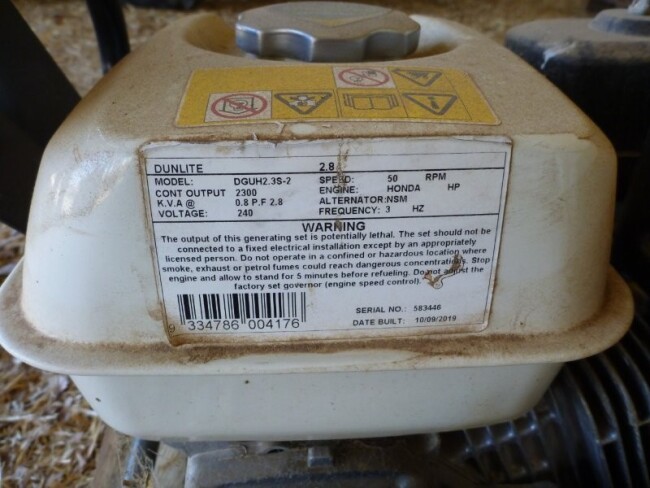 DUNLITE 2.8
MODEL: DGUH2.3S-2 SPEED: 50 RPM
CONT OUTPUT 2300 ENGINE: HONDA HP
K.V.A @ 0.8 P.F 2.8 ALTERNATOR:NSM
VOLTAGE: 240 FREQUENCY: 3 HZ
WARNING
The output of this generating set is potentially lethal. The set should not be
connected to a fixed electrical installation except by an appropriately
licensed person. Do not operate in a confined or hazardous location where
smoke, exhaust or petrol fumes could reach dangerous concentration. Stop
engine and allow to stand for 5 minutes before refueling. Do not adjust the
factory set governor (engine speed control).
9 334786 004176
SERIAL NO.: 583446
DATE BUILT: 10/09/2019